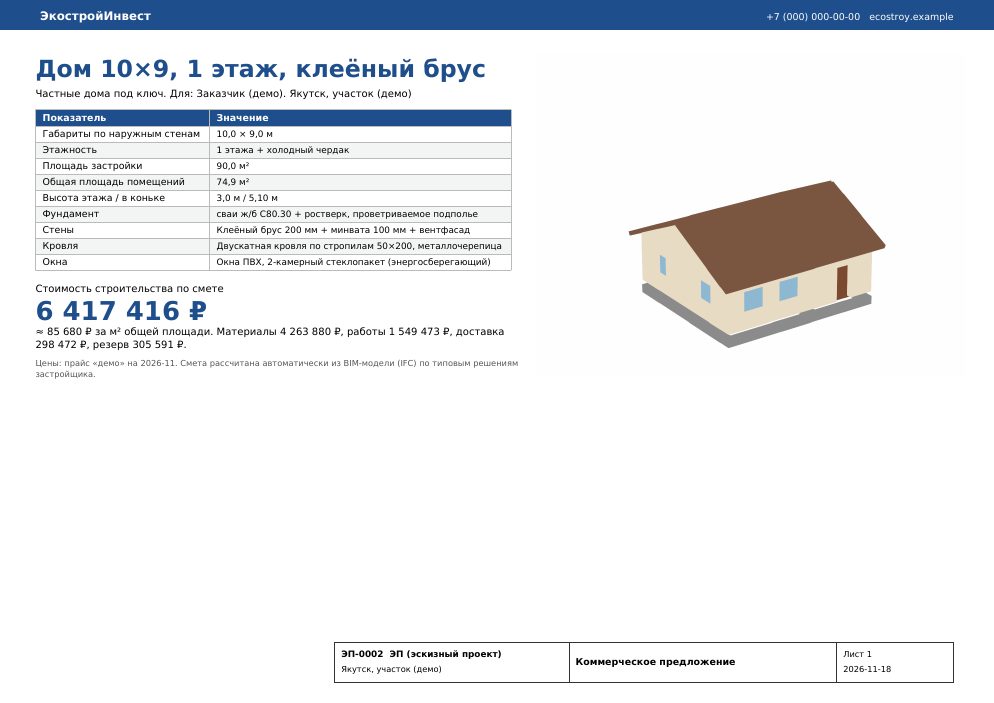 ЭкостройИнвест
+7 (000) 000-00-00 ecostroy.example
Дом 10×9, 1 этаж, клеёный брус
Частные дома под ключ. Для: Заказчик (демо). Якутск, участок (демо)
Показатель Значение
Габариты по наружным стенам 10,0 × 9,0 м
Этажность 1 этажа + холодный чердак
Площадь застройки 90,0 м²
Общая площадь помещений 74,9 м²
Высота этажа / в коньке 3,0 м / 5,10 м
Фундамент сваи ж/б С80.30 + ростверк, проветриваемое подполье
Стены Клеёный брус 200 мм + минвата 100 мм + вентфасад
Кровля Двускатная кровля по стропилам 50×200, металлочерепица
Окна Окна ПВХ, 2-камерный стеклопакет (энергосберегающий)
Стоимость строительства по смете
6 417 416 ₽
≈ 85 680 ₽ за м² общей площади. Материалы 4 263 880 ₽, работы 1 549 473 ₽, доставка
298 472 ₽, резерв 305 591 ₽.
Цены: прайс «демо» на 2026-11. Смета рассчитана автоматически из BIM-модели (IFC) по типовым решениям
застройщика.
ЭП-0002 ЭП (эскизный проект)
Якутск, участок (демо)
Коммерческое предложение
Лист 1
2026-11-18